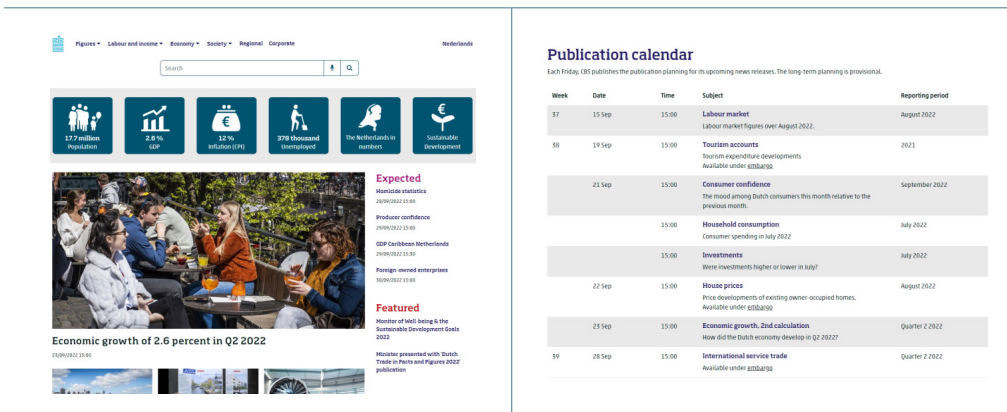 Figures Labour and income Economy Society Regional Corporate Nederlands
Search
17.7 million
Population
2.6 %
GDP
12 %
Inflation (CPI)
378 thousand
Unemployed
The Netherlands in
numbers
Sustainable
Development
Economic growth of 2.6 percent in Q2 2022
23/09/2022 15:00
Expected
Homicide statistics
28/09/2022 15:00
Producer confidence
29/09/2022 15:00
GDP Caribbean Netherlands
29/09/2022 15:00
Foreign-owned enterprises
30/09/2022 15:00
Featured
Monitor of Well-being & the
Sustainable Development Goals
2022
Minister presented with 'Dutch
Trade in Facts and Figures 2022'
publication
Publication calendar
Each Friday, CBS publishes the publication planning for its upcoming news releases. The long-term planning is provisional.
Week Date Time Subject Reporting period
37 15 Sep 15:00 Labour market August 2022
Labour market figures over August 2022.
38 19 Sep 15:00 Tourism accounts 2021
Tourism expenditure developments
Available under embargo
21 Sep 15:00 Consumer confidence September 2022
The mood among Dutch consumers this month relative to the
previous month.
15:00 Household consumption July 2022
Consumer spending in July 2022
15:00 Investments July 2022
Were investments higher or lower in July?
22 Sep 15:00 House prices August 2022
Price developments of existing owner-occupied homes.
Available under embargo
23 Sep 15:00 Economic growth, 2nd calculation Quarter 2 2022
How did the Dutch economy develop in Q2 2022?
39 28 Sep 15:00 International service trade Quarter 2 2022
Available under embargo